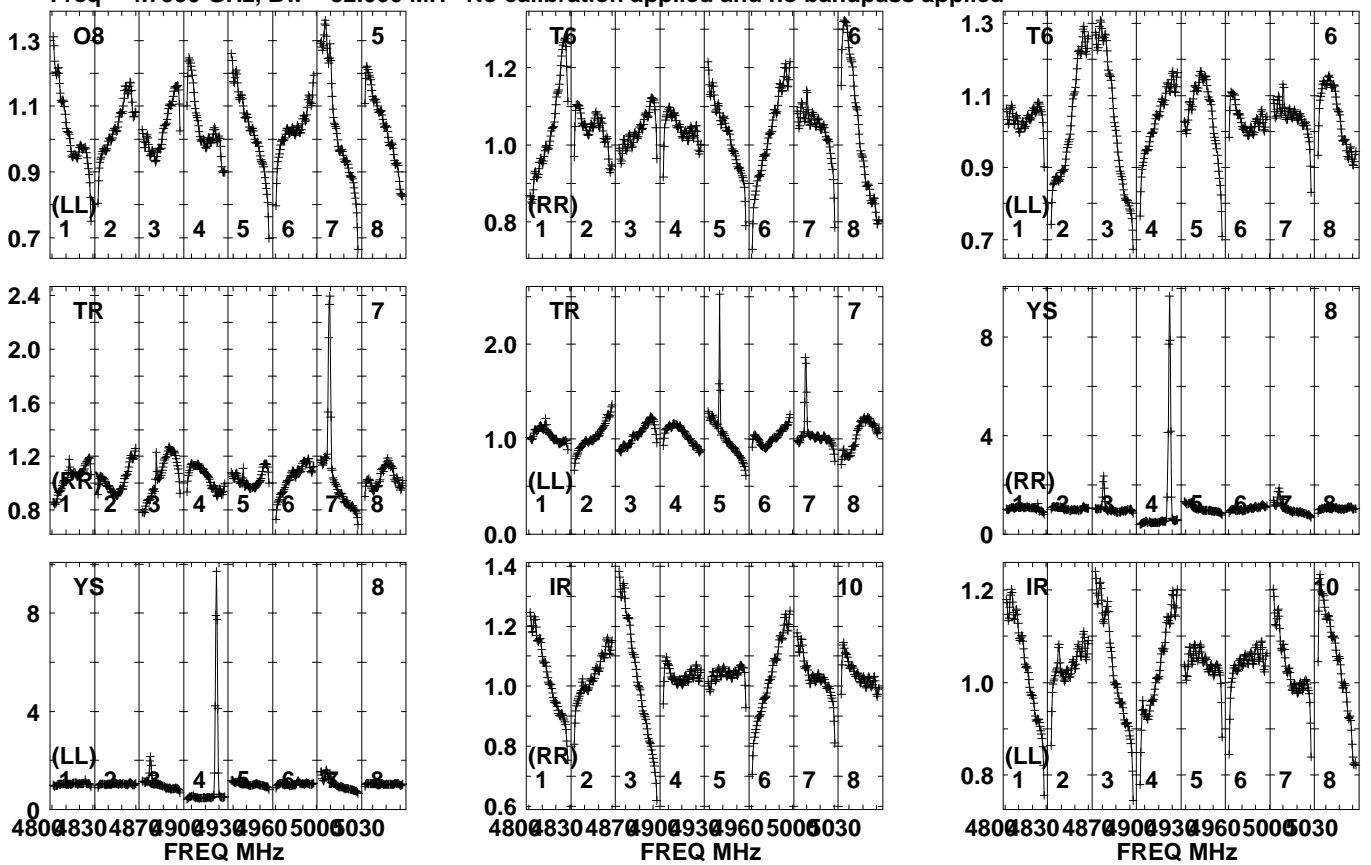 Freq GHz, Bw = 32.000 MH No calibration applied and no bandpass applied
1.3 O8 5
1.1
0.9
(LL)
0.7 1 2 3 4 5 6 7 8
T6 6
1.2
1.0
(RR)
0.8 1 2 3 4 5 6 7 8
1.3 T6 6
1.1
0.9
(LL)
0.7 1 2 3 4 5 6 7 8
2.4 TR 7
2.0
1.6
1.2
(RR)
0.8 1 2 3 4 5 6 7 8
TR 7
2.0
1.0
(LL)
1 2 3 4 5 6 7 8
0.0
YS 8
8
4
(RR)
1 2 3 4 5 6 7 8
0
YS 8
8
4
(LL)
1 2 3 4 5 6 7 8
0
4800 4830 4870 4900 4930 4960 5000 5030
FREQ MHz
1.4 IR 10
1.2
1.0
0.8 (RR)
1 2 3 4 5 6 7 8
0.6
4800 4830 4870 4900 4930 4960 5000 5030
FREQ MHz
IR 10
1.2
1.0
(LL)
0.8 1 2 3 4 5 6 7 8
4800 4830 4870 4900 4930 4960 5000 5030
FREQ MHz